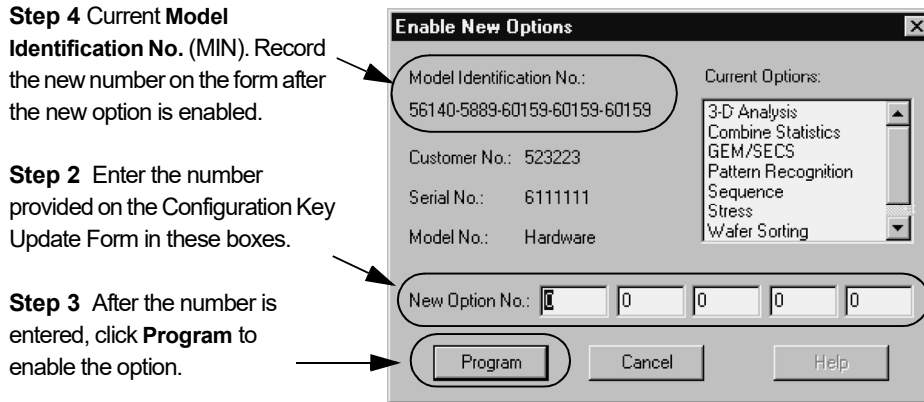 Step 4 Current Model
Identification No. (MIN). Record
the new number on the form after
the new option is enabled.
Step 2 Enter the number
provided on the Configuration Key
Update Form in these boxes.
Step 3 After the number is
entered, click Program to
enable the option.
Enable New Options
Model Identification No.:
56140-5889-60159-60159-60159
Customer No.: 523223
Serial No.: 6111111
Model No.: Hardware
Current Options:
3-D Analysis
Combine Statistics
GEM/SECS
Pattern Recognition
Sequence
Stress
Wafer Sorting
New Option No.: 0 0 0 0 0
Program Cancel Help